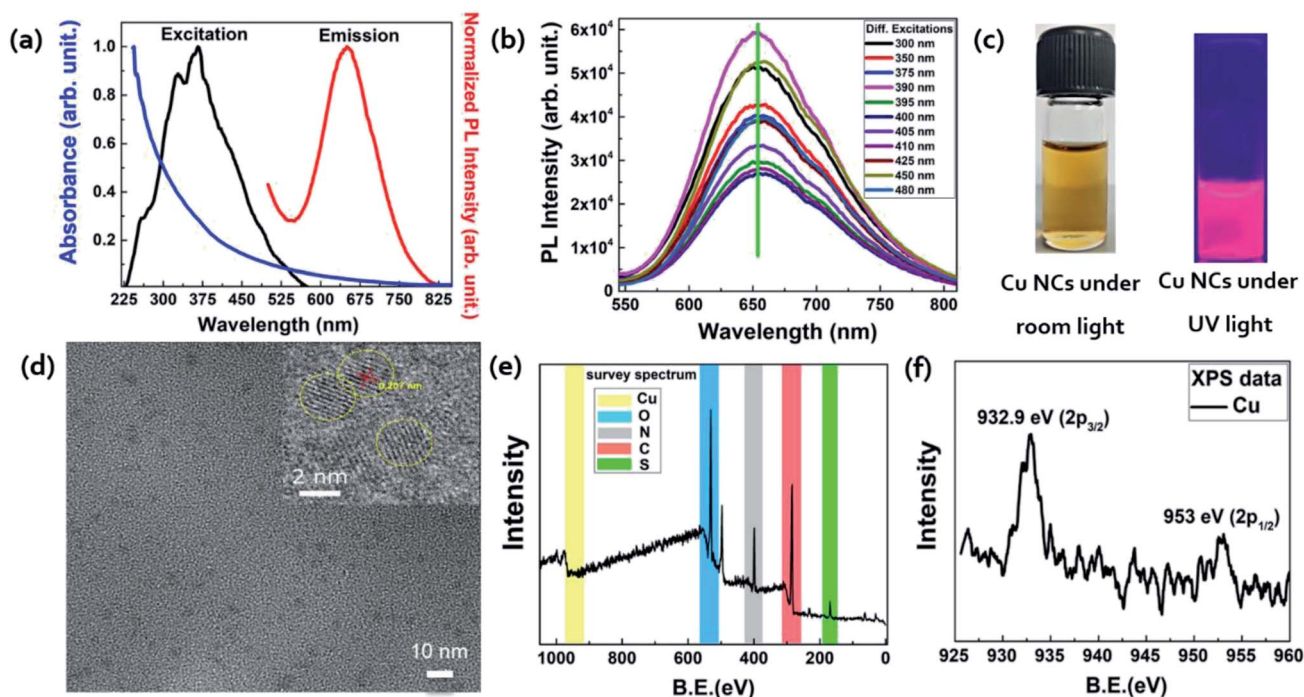 (a)
Excitation
Emission
1.0
0.8
0.6
0.4
0.2
Absorbance (arb. unit.)
Normalized PL Intensity (arb. unit.)
225 300 375 450 525 600 675 750 825
Wavelength (nm)
(b)
6x10⁴
5x10⁴
4x10⁴
3x10⁴
2x10⁴
1x10⁴
0
PL Intensity (arb. unit.)
Diff. Excitations
300 nm
350 nm
375 nm
390 nm
395 nm
400 nm
405 nm
410 nm
425 nm
450 nm
480 nm
550 600 650 700 750 800
Wavelength (nm)
(c)
Cu NCs under
room light
Cu NCs under
UV light
(d)
0.207 nm
2 nm
10 nm
(e)
survey spectrum
Cu
O
N
C
S
Intensity
1000 800 600 400 200 0
B.E.(eV)
(f)
XPS data
Cu
932.9 eV (2p₃/₂)
953 eV (2p₁/₂)
Intensity
925 930 935 940 945 950 955 960
B.E.(eV)